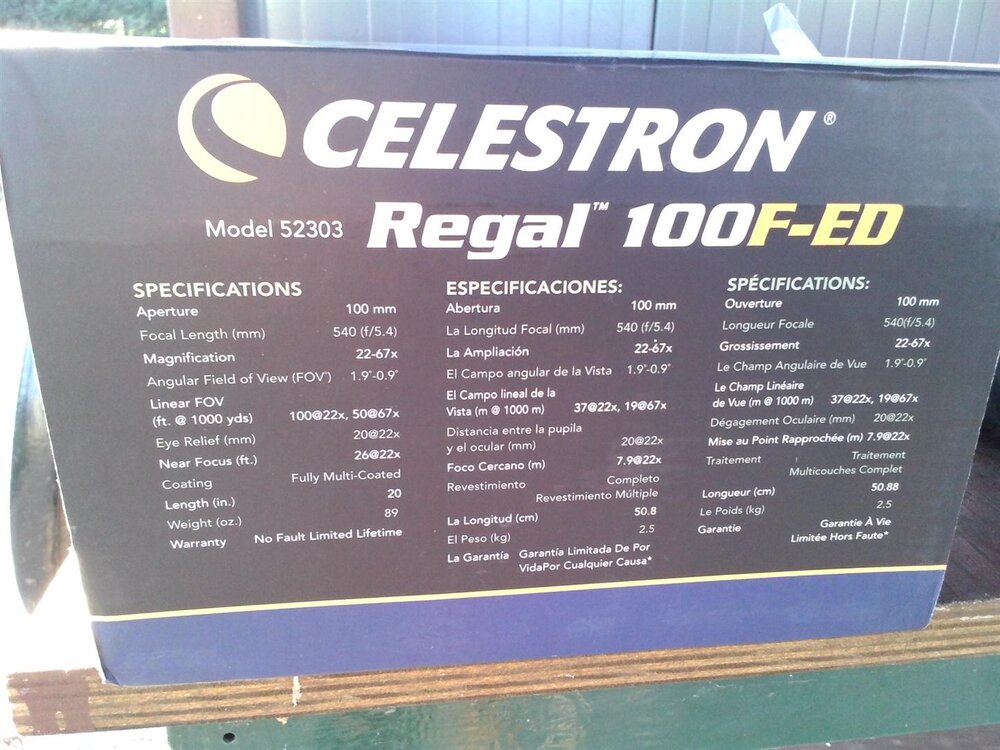 CELESTRON®
Model 52303 Regal™ 100F-ED
SPECIFICATIONS
Aperture 100 mm
Focal Length (mm) 540 (f/5.4)
Magnification 22-67x
Angular Field of View (FOV°) 1.9°-0.9°
Linear FOV
(ft. @ 1000 yds) 100@22x, 50@67x
Eye Relief (mm) 20@22x
Near Focus (ft.) 26@22x
Coating Fully Multi-Coated
Length (in.) 20
Weight (oz.) 89
Warranty No Fault Limited Lifetime
ESPECIFICACIONES:
Abertura 100 mm
La Longitud Focal (mm) 540 (f/5.4)
La Ampliación 22-67x
El Campo angular de la Vista 1.9°-0.9°
El Campo lineal de la
Vista (m @ 1000 m) 37@22x, 19@67x
Distancia entre la pupila
y el ocular (mm) 20@22x
Foco Cercano (m) 7.9@22x
Revestimiento Completo
Revestimiento Múltiple
La Longitud (cm) 50.8
El Peso (kg) 2.5
La Garantía Garantía Limitada De Por
VidaPor Cualquier Causa*
SPÉCIFICATIONS:
Ouverture 100 mm
Longueur Focale 540(f/5.4)
Grossissement 22-67x
Le Champ Angulaire de Vue 1.9°-0.9°
Le Champ Linéaire
de Vue (m @ 1000 m) 37@22x, 19@67x
Dégagement Oculaire (mm) 20@22x
Mise au Point Rapprochée (m) 7.9@22x
Traitement Traitement
Multicouches Complet
Longueur (cm) 50.88
Le Poids (kg) 2.5
Garantie Garantie À Vie
Limitée Hors Faute*